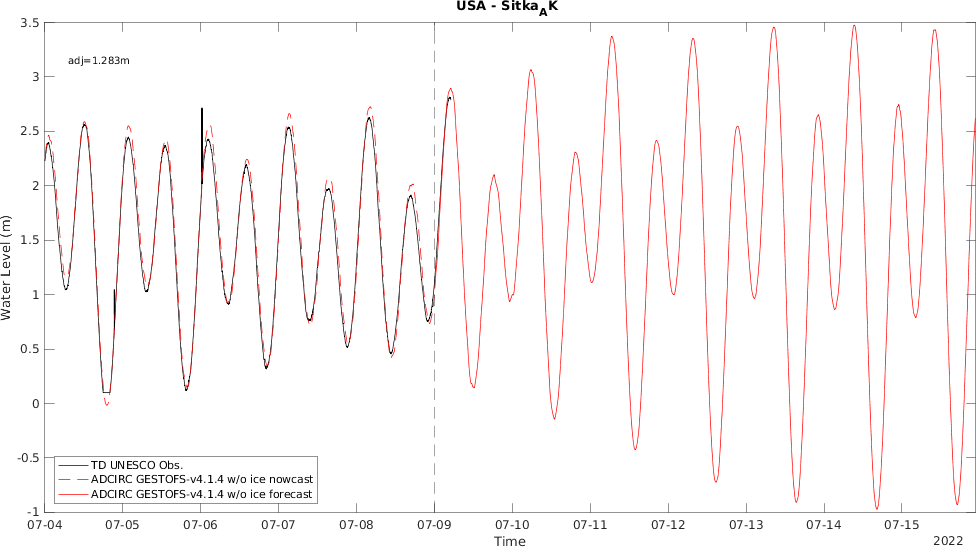 USA - Sitka_AK
adj=1.283m
3.5
3
2.5
2
1.5
1
0.5
0
-0.5
-1
Water Level (m)
TD UNESCO Obs.
ADCIRC GESTOFS-v4.1.4 w/o ice nowcast
ADCIRC GESTOFS-v4.1.4 w/o ice forecast
07-04 07-05 07-06 07-07 07-08 07-09 07-10 07-11 07-12 07-13 07-14 07-15
Time
2022